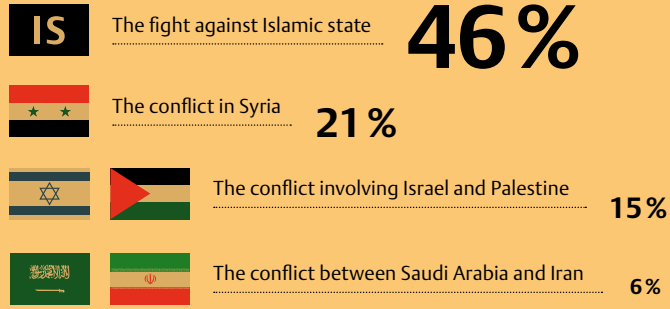 IS The fight against Islamic state 46%
The conflict in Syria 21%
The conflict involving Israel and Palestine 15%
The conflict between Saudi Arabia and Iran 6%